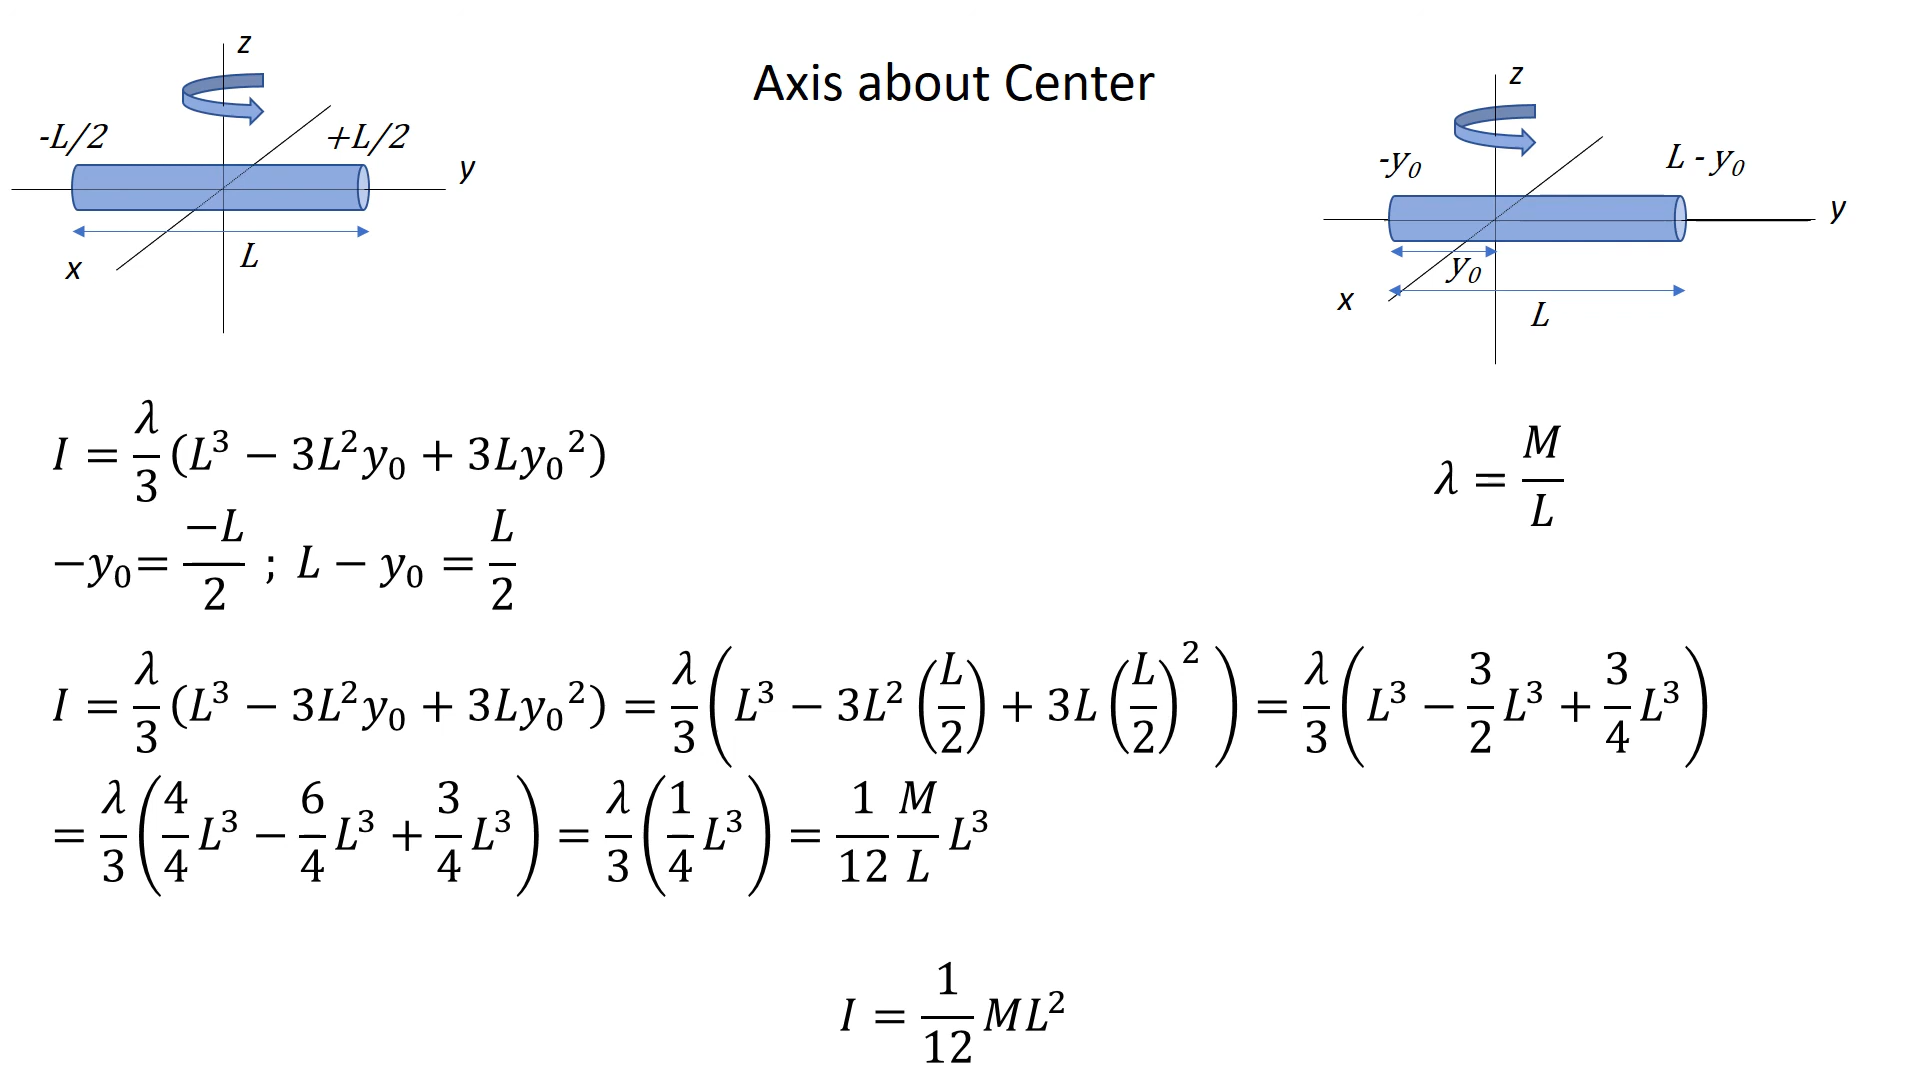 Axis about Center
z
-L/2
+L/2
y
x
L
z
-y₀
L - y₀
y
y₀
x
L
I = λ/3 (L³ − 3L²y₀ + 3Ly₀²)
λ = M/L
−y₀= −L/2 ; L − y₀ = L/2
I = λ/3 (L³ − 3L²y₀ + 3Ly₀²) = λ/3 (L³ − 3L² (L/2) + 3L (L/2)²) = λ/3 (L³ − 3/2 L³ + 3/4 L³)
= λ/3 (4/4 L³ − 6/4 L³ + 3/4 L³) = λ/3 (1/4 L³) = 1/12 M/L L³
I = 1/12 ML²